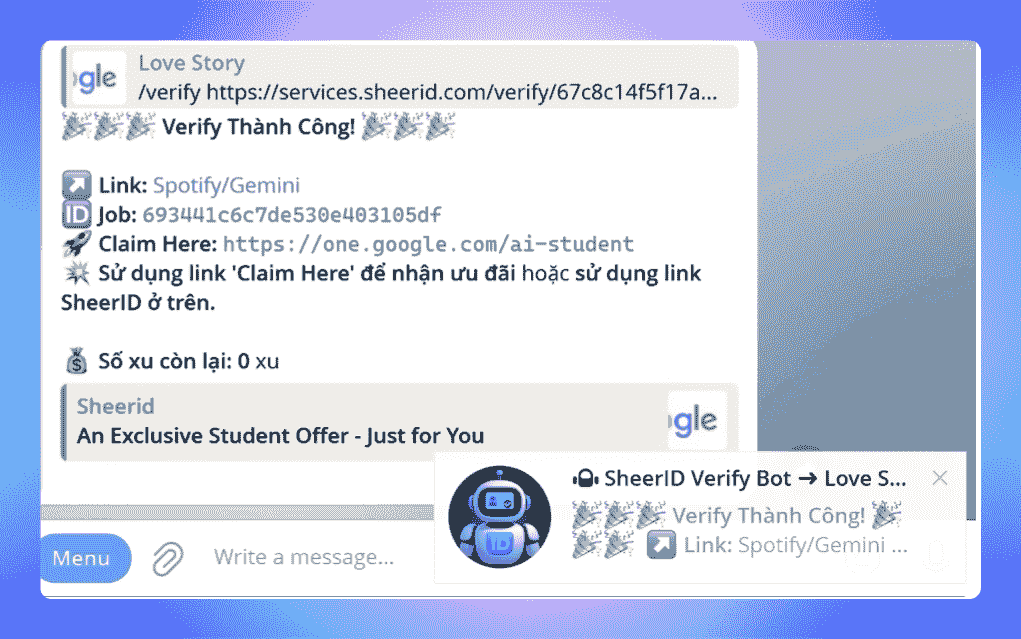 gle
Love Story
/verify https://services.sheerid.com/verify/67c8c14f5f17a...
🎉🎉🎉 Verify Thành Công! 🎉🎉🎉
↗️ Link: Spotify/Gemini
🆔 Job: 693441c6c7de530e403105df
🚀 Claim Here: https://one.google.com/ai-student
💥 Sử dụng link 'Claim Here' để nhận ưu đãi hoặc sử dụng link
SheerID ở trên.
💰 Số xu còn lại: 0 xu
Sheerid
An Exclusive Student Offer - Just for You
gle
SheerID Verify Bot → Love S...
🎉🎉🎉 Verify Thành Công! 🎉
🎉🎉 ↗️ Link: Spotify/Gemini ...
ID
Menu
Write a message...